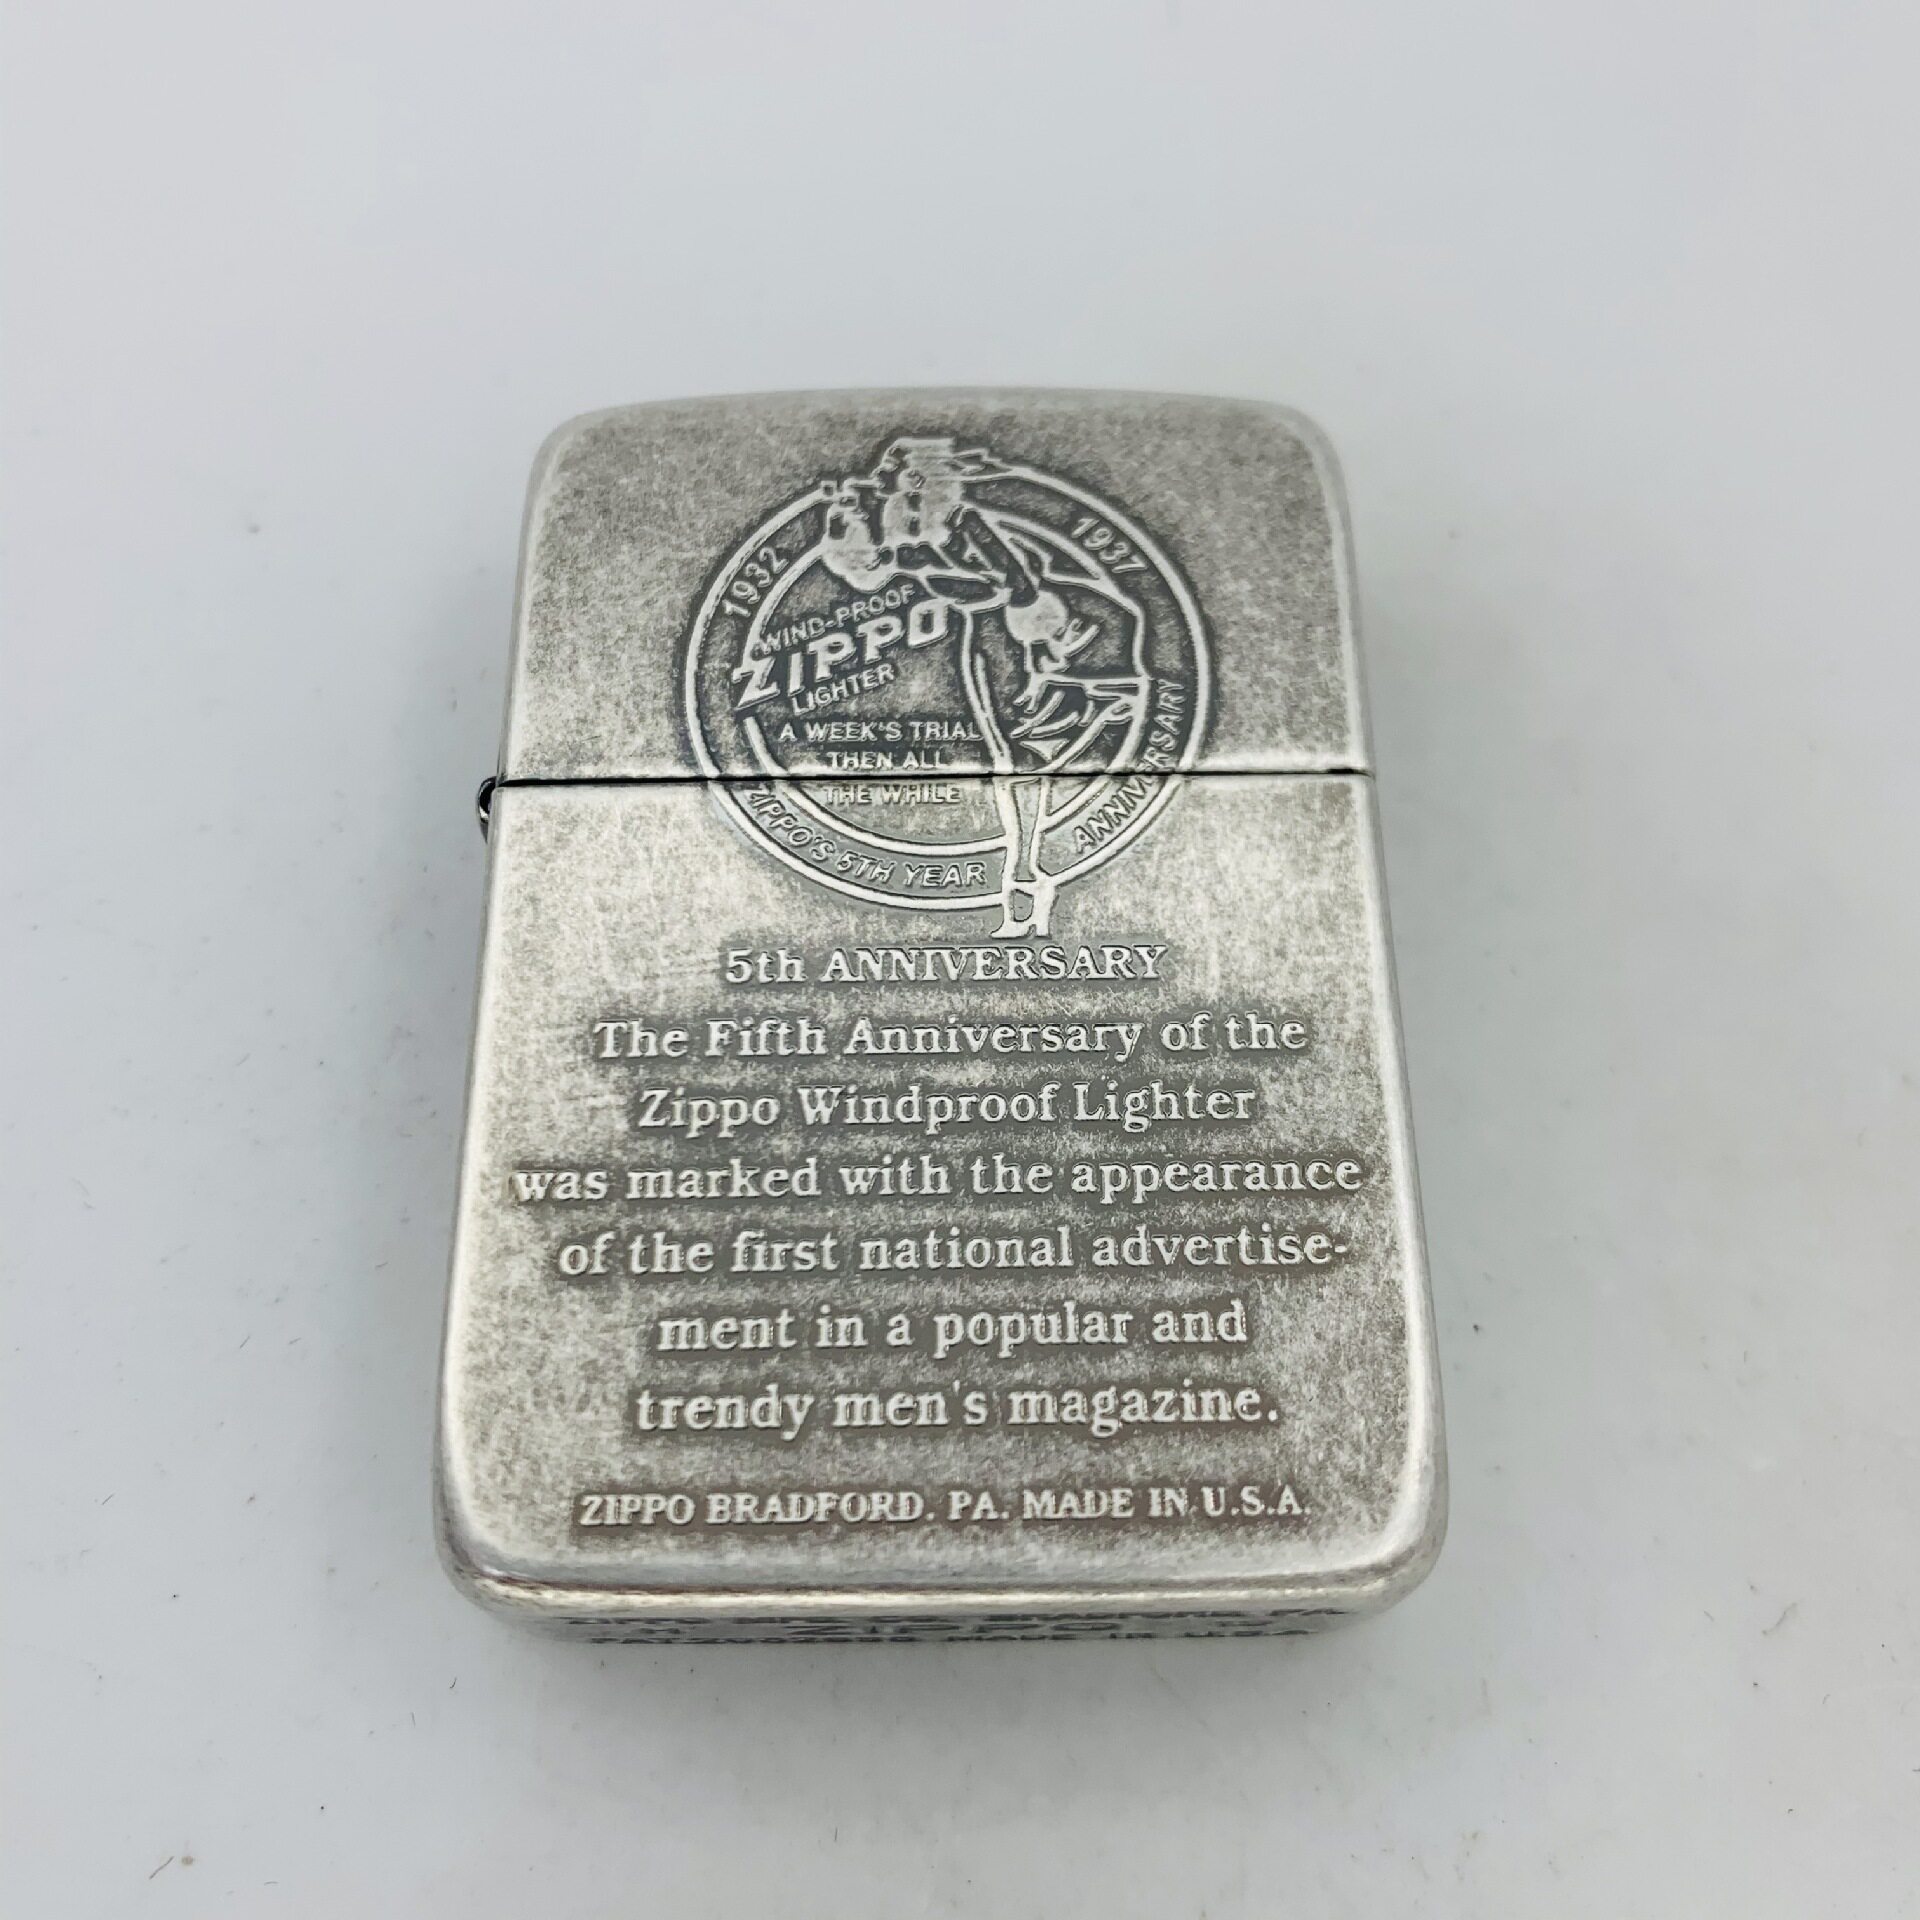 1932
1937
WIND-PROOF
ZIPPO
LIGHTER
A WEEK'S TRIAL
THEN ALL
THE WHILE
ZIPPO'S 5TH YEAR ANNIVERSARY
5th ANNIVERSARY
The Fifth Anniversary of the
Zippo Windproof Lighter
was marked with the appearance
of the first national advertise-
ment in a popular and
trendy men's magazine.
ZIPPO BRADFORD. PA. MADE IN U.S.A.
ZIPPO